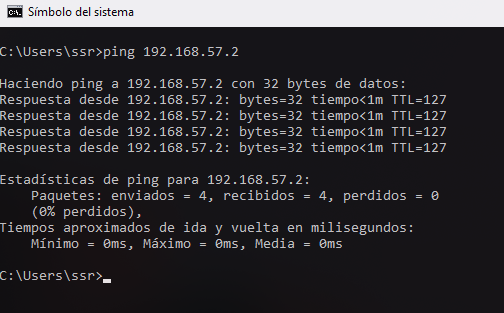 Símbolo del sistema
C:\Users\ssr>ping 192.168.57.2
Haciendo ping a 192.168.57.2 con 32 bytes de datos:
Respuesta desde 192.168.57.2: bytes=32 tiempo<1m TTL=127
Respuesta desde 192.168.57.2: bytes=32 tiempo<1m TTL=127
Respuesta desde 192.168.57.2: bytes=32 tiempo<1m TTL=127
Respuesta desde 192.168.57.2: bytes=32 tiempo<1m TTL=127
Estadísticas de ping para 192.168.57.2:
Paquetes: enviados = 4, recibidos = 4, perdidos = 0
(0% perdidos),
Tiempos aproximados de ida y vuelta en milisegundos:
Mínimo = 0ms, Máximo = 0ms, Media = 0ms
C:\Users\ssr>